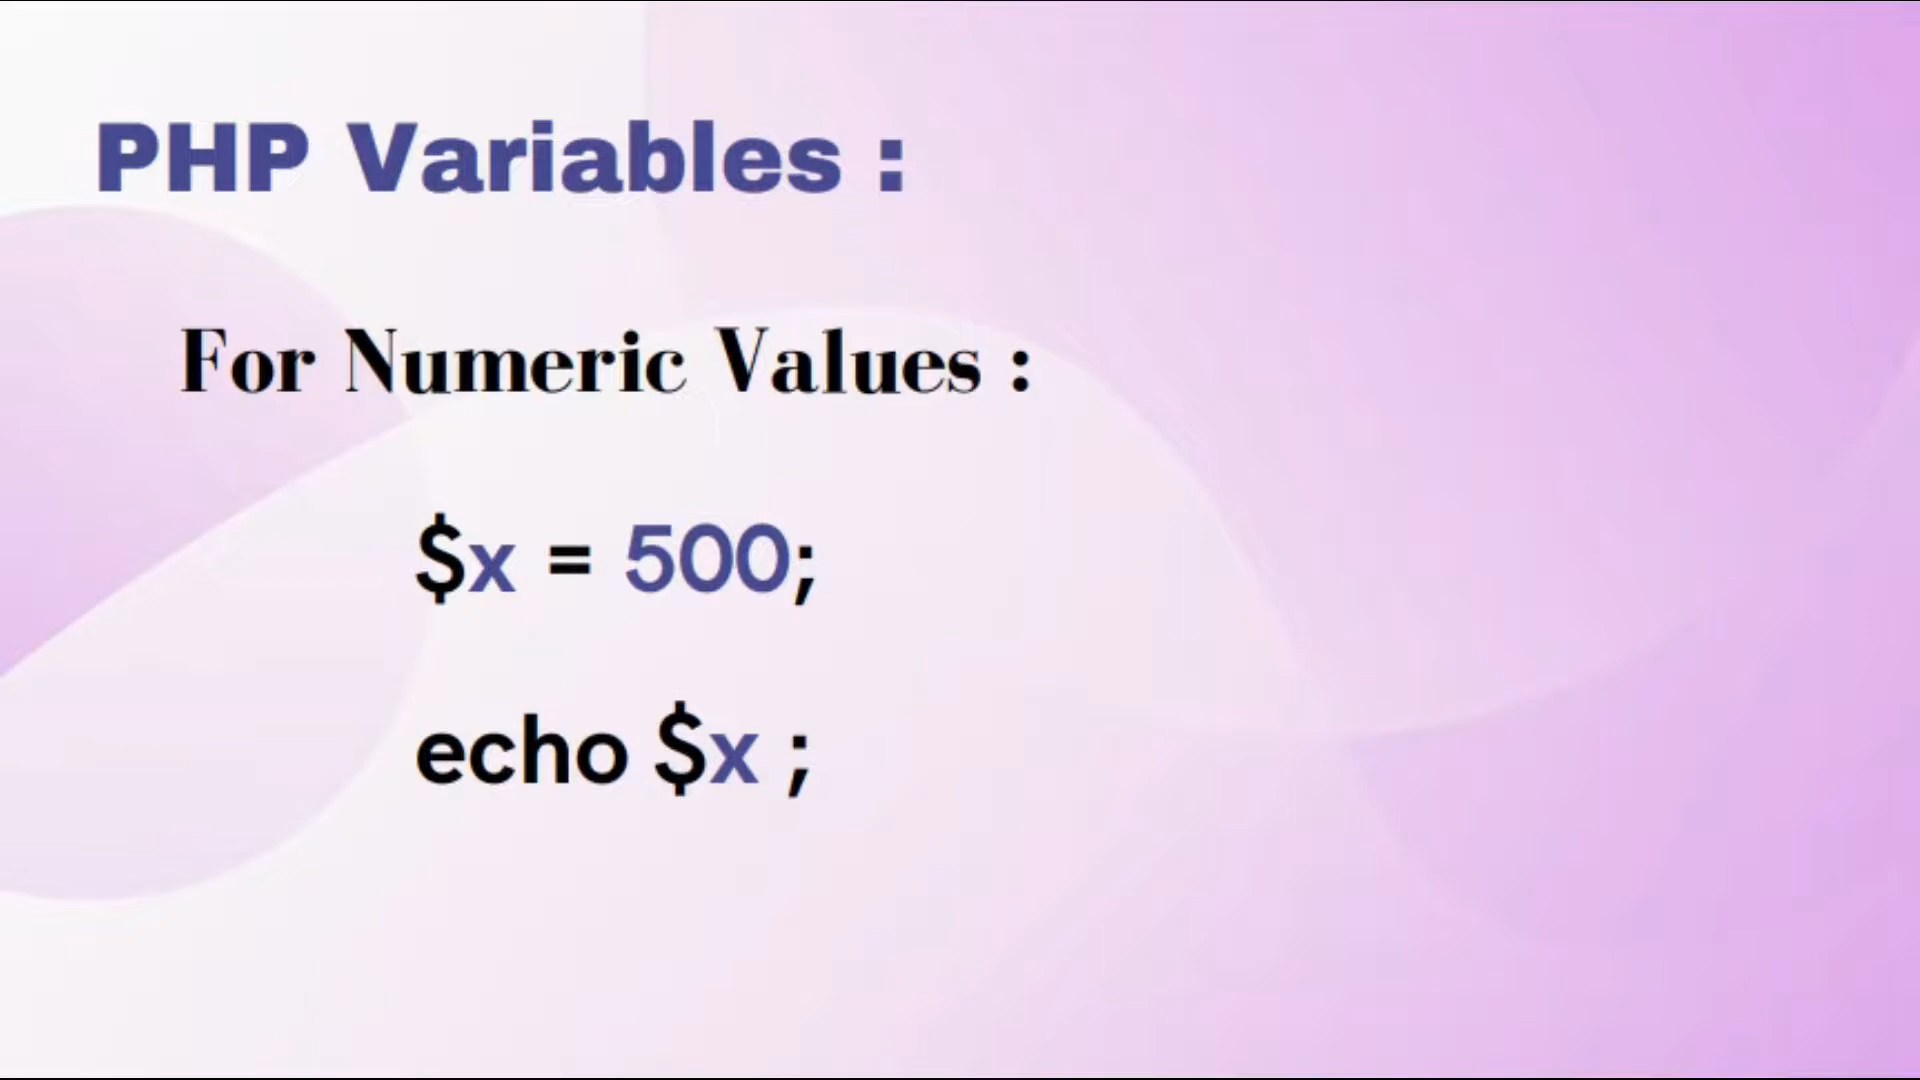 PHP Variables :
For Numeric Values :
$x = 500;
echo $x ;